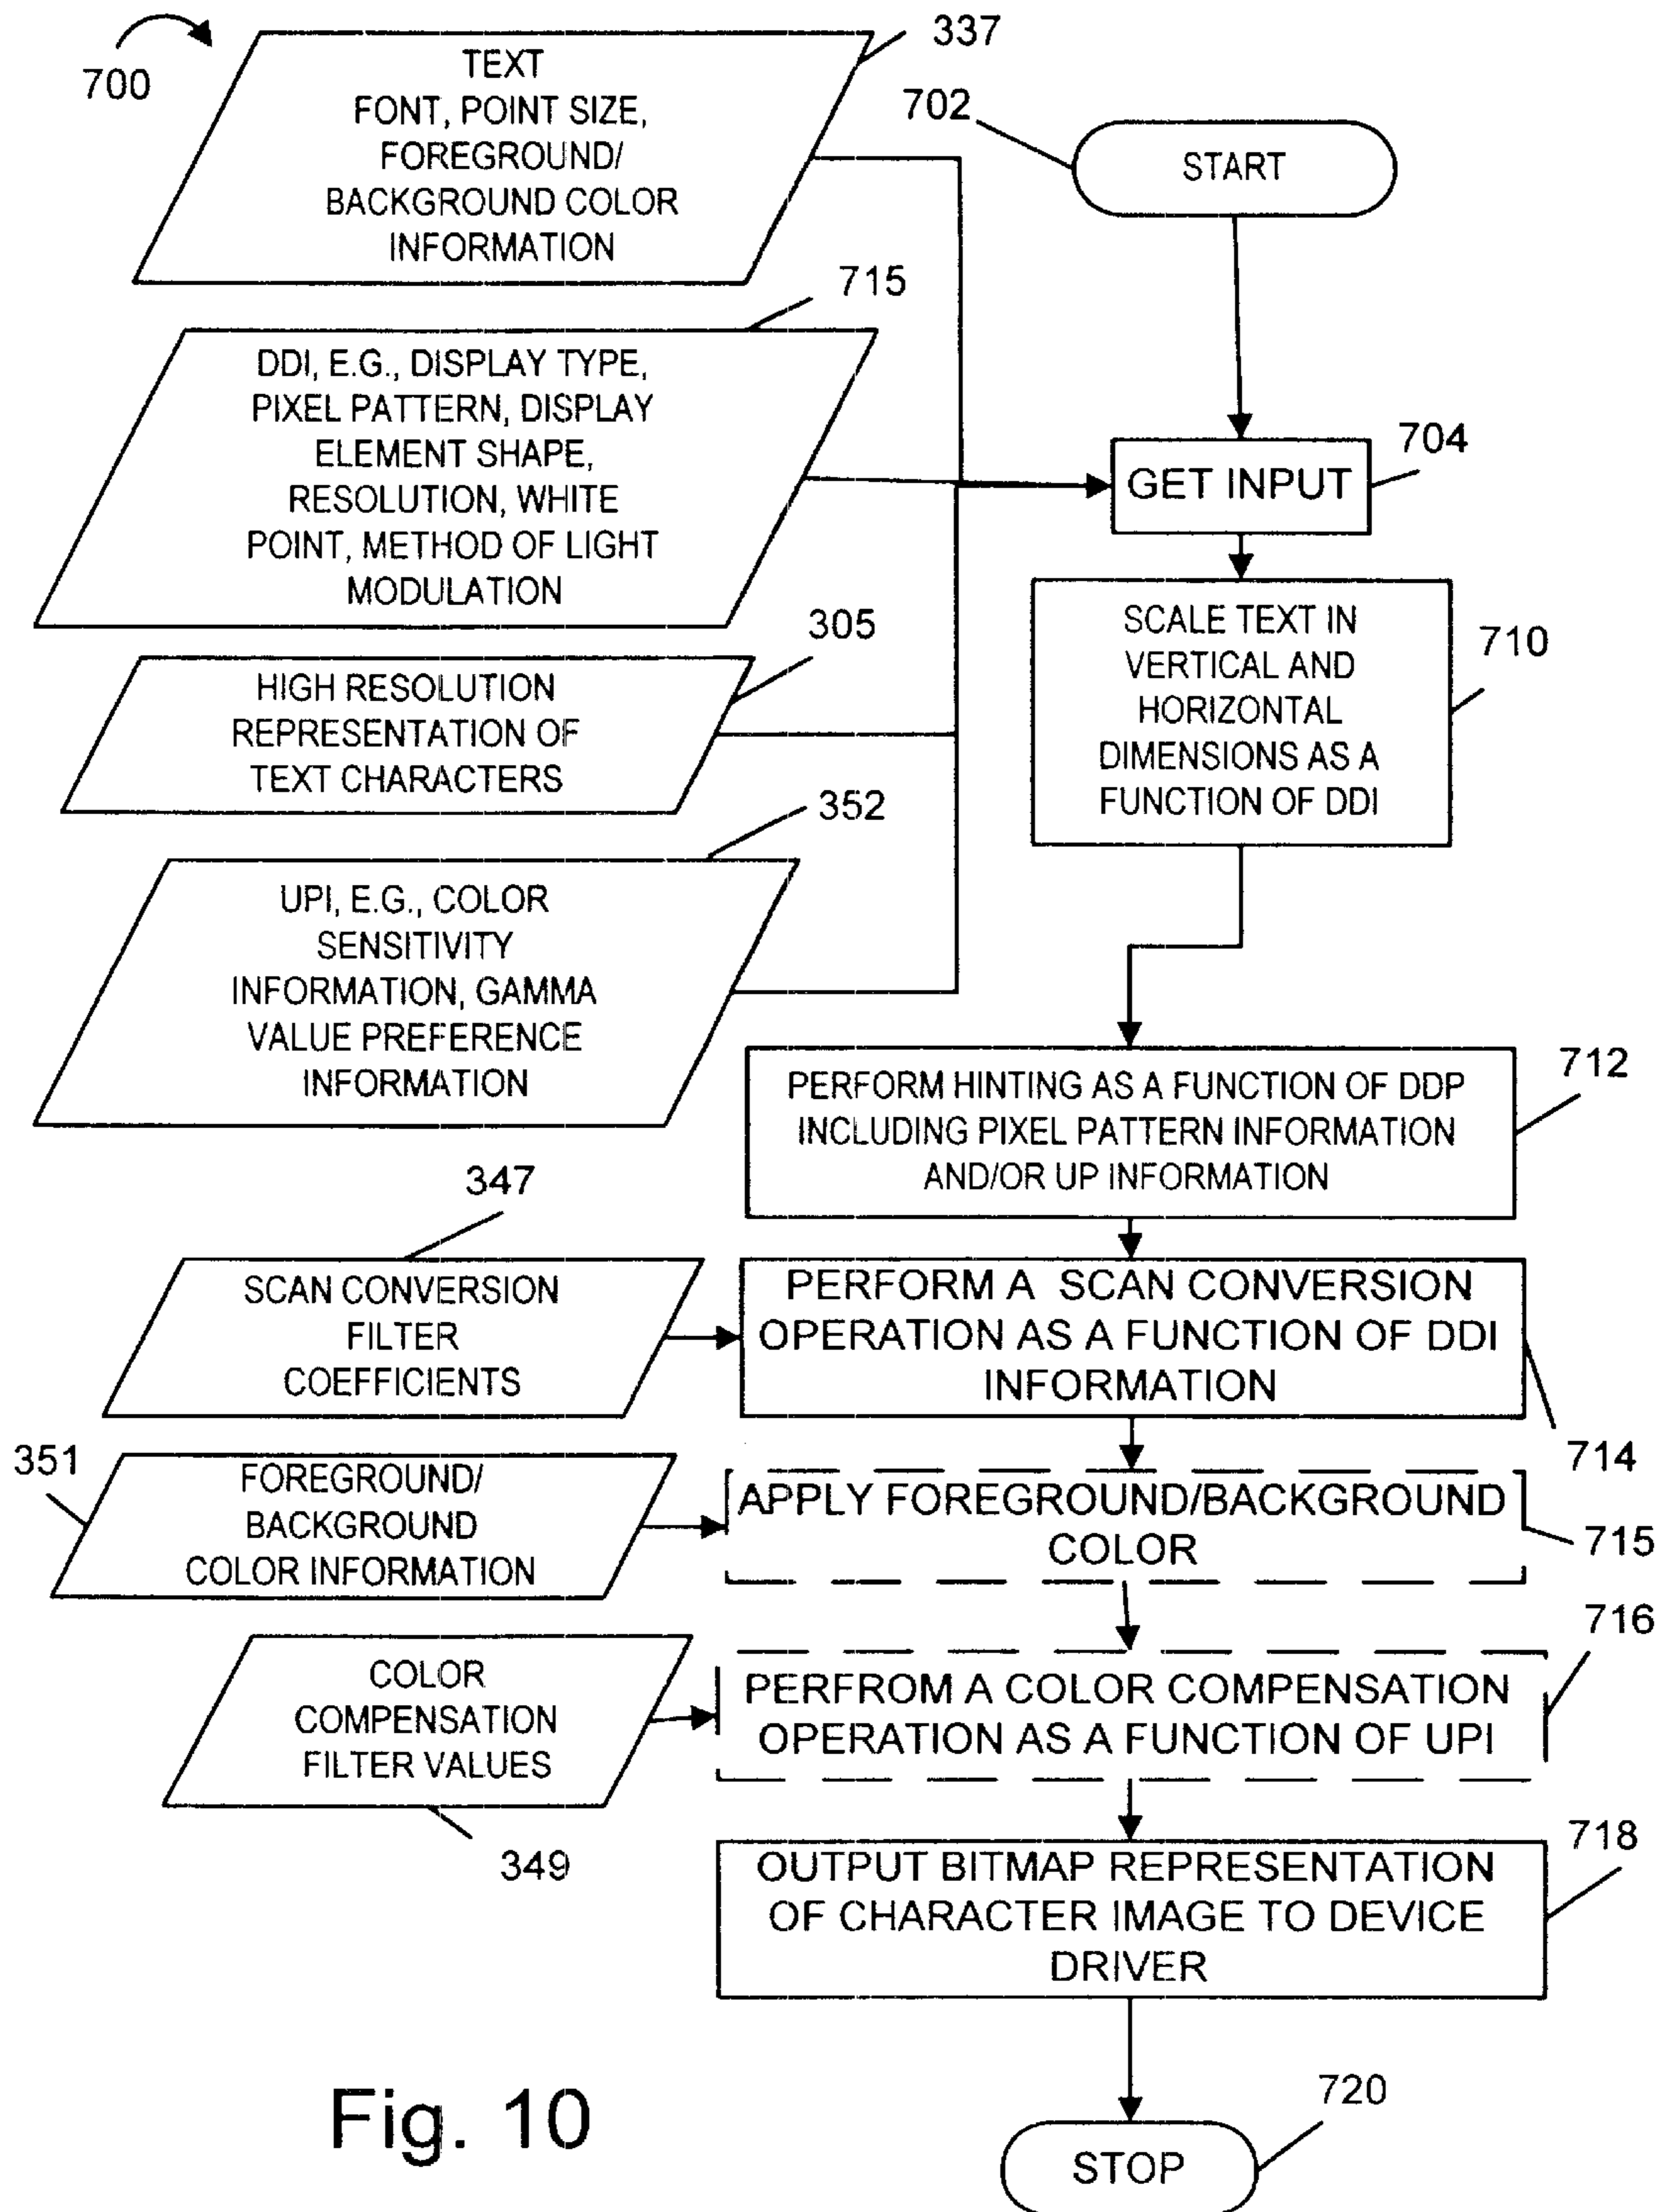 700
337
TEXT
FONT, POINT SIZE,
FOREGROUND/
BACKGROUND COLOR
INFORMATION
702
START
715
DDI, E.G., DISPLAY TYPE,
PIXEL PATTERN, DISPLAY
ELEMENT SHAPE,
RESOLUTION, WHITE
POINT, METHOD OF LIGHT
MODULATION
704
GET INPUT
305
HIGH RESOLUTION
REPRESENTATION OF
TEXT CHARACTERS
710
SCALE TEXT IN
VERTICAL AND
HORIZONTAL
DIMENSIONS AS A
FUNCTION OF DDI
352
UPI, E.G., COLOR
SENSITIVITY
INFORMATION, GAMMA
VALUE PREFERENCE
INFORMATION
712
PERFORM HINTING AS A FUNCTION OF DDP
INCLUDING PIXEL PATTERN INFORMATION
AND/OR UP INFORMATION
347
SCAN CONVERSION
FILTER
COEFFICIENTS
PERFORM A SCAN CONVERSION
OPERATION AS A FUNCTION OF DDI
INFORMATION
714
351
FOREGROUND/
BACKGROUND
COLOR INFORMATION
APPLY FOREGROUND/BACKGROUND
COLOR
715
716
COLOR
COMPENSATION
FILTER VALUES
349
PERFROM A COLOR COMPENSATION
OPERATION AS A FUNCTION OF UPI
718
OUTPUT BITMAP REPRESENTATION
OF CHARACTER IMAGE TO DEVICE
DRIVER
720
STOP
Fig. 10